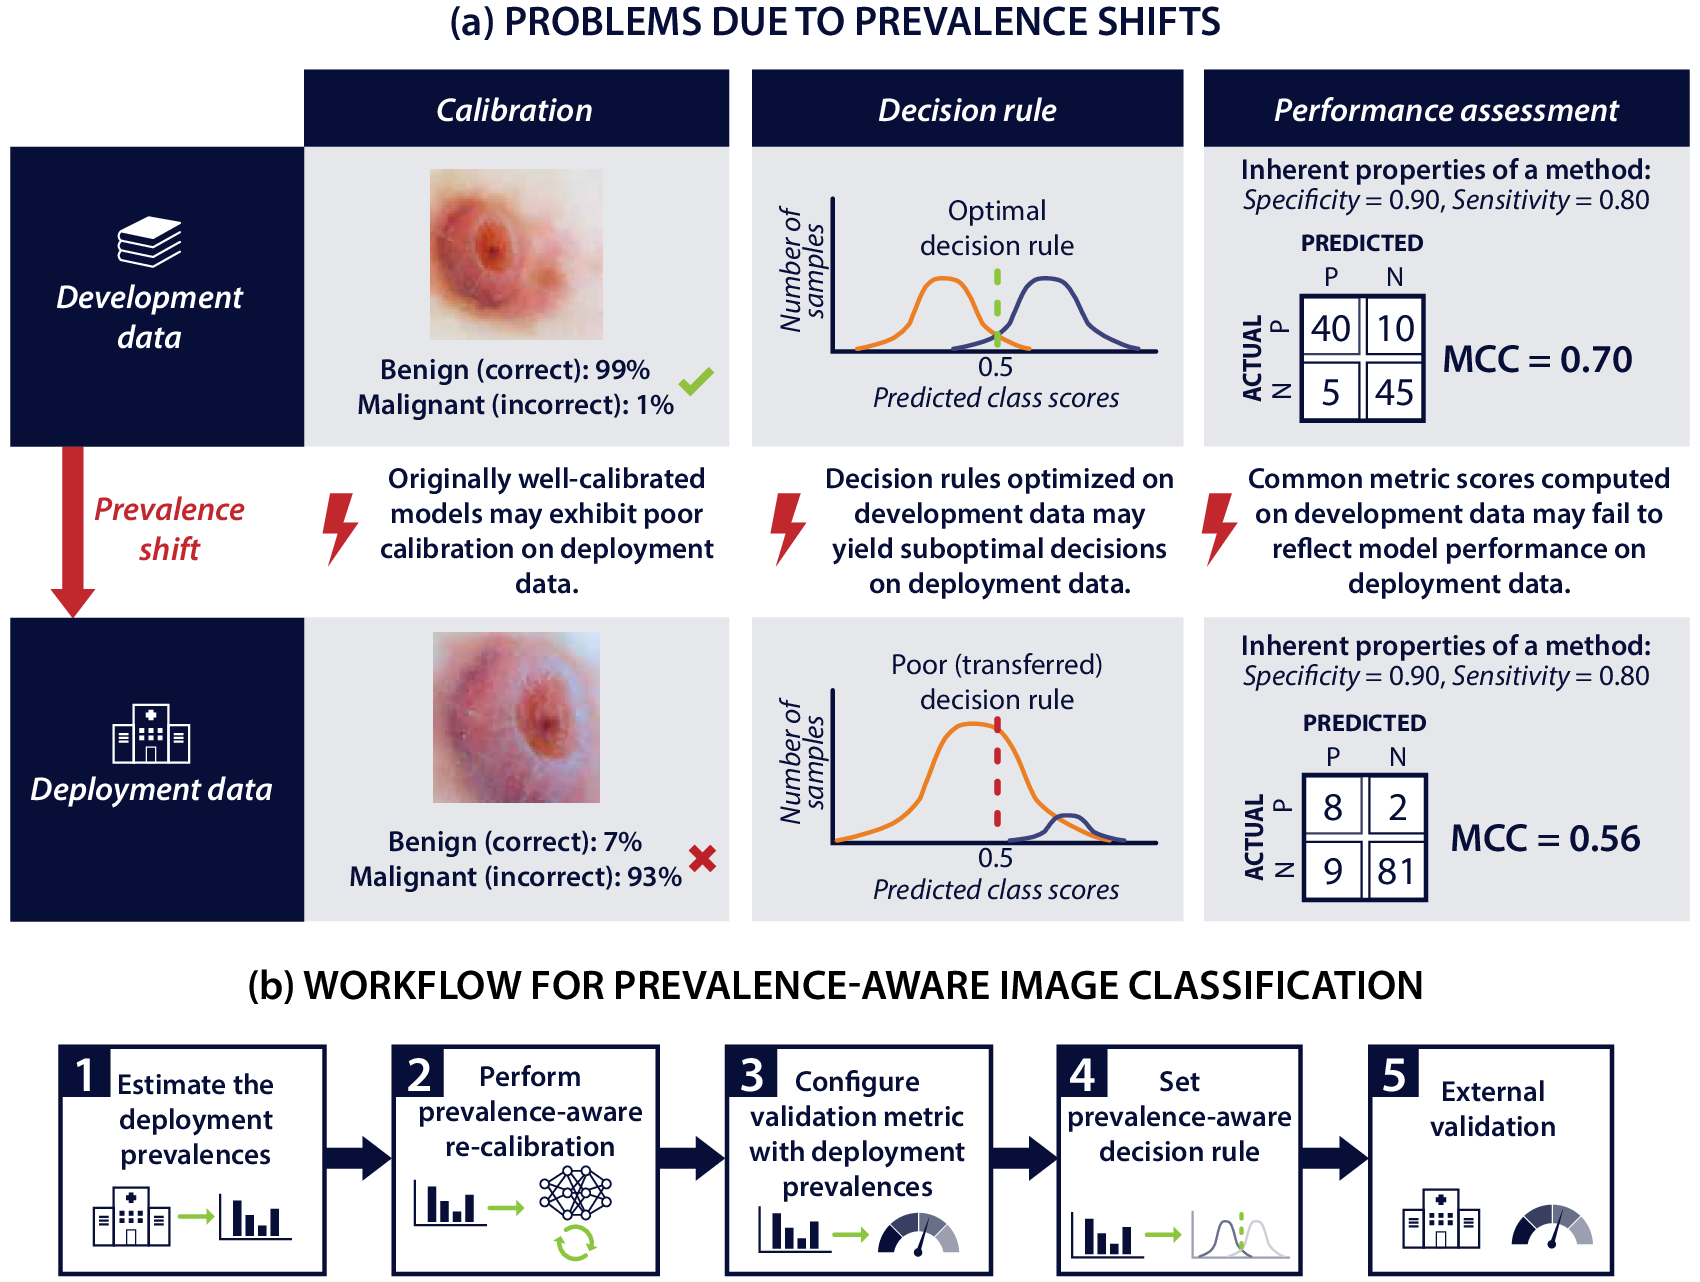 (a) PROBLEMS DUE TO PREVALENCE SHIFTS
Calibration
Decision rule
Performance assessment
Development
data
Benign (correct): 99%
Malignant (incorrect): 1%
Number of
samples
Optimal
decision rule
0.5
Predicted class scores
Inherent properties of a method:
Specificity = 0.90, Sensitivity = 0.80
PREDICTED
P N
ACTUAL
P
40 10
N
5 45
MCC = 0.70
Prevalence
shift
Originally well-calibrated
models may exhibit poor
calibration on deployment
data.
Decision rules optimized on
development data may
yield suboptimal decisions
on deployment data.
Common metric scores computed
on development data may fail to
reflect model performance on
deployment data.
Deployment data
Benign (correct): 7%
Malignant (incorrect): 93%
Number of
samples
Poor (transferred)
decision rule
0.5
Predicted class scores
Inherent properties of a method:
Specificity = 0.90, Sensitivity = 0.80
PREDICTED
P N
ACTUAL
P
8 2
N
9 81
MCC = 0.56
(b) WORKFLOW FOR PREVALENCE-AWARE IMAGE CLASSIFICATION
1
Estimate the
deployment
prevalences
2
Perform
prevalence-aware
re-calibration
3
Configure
validation metric
with deployment
prevalences
4
Set
prevalence-aware
decision rule
5
External
validation